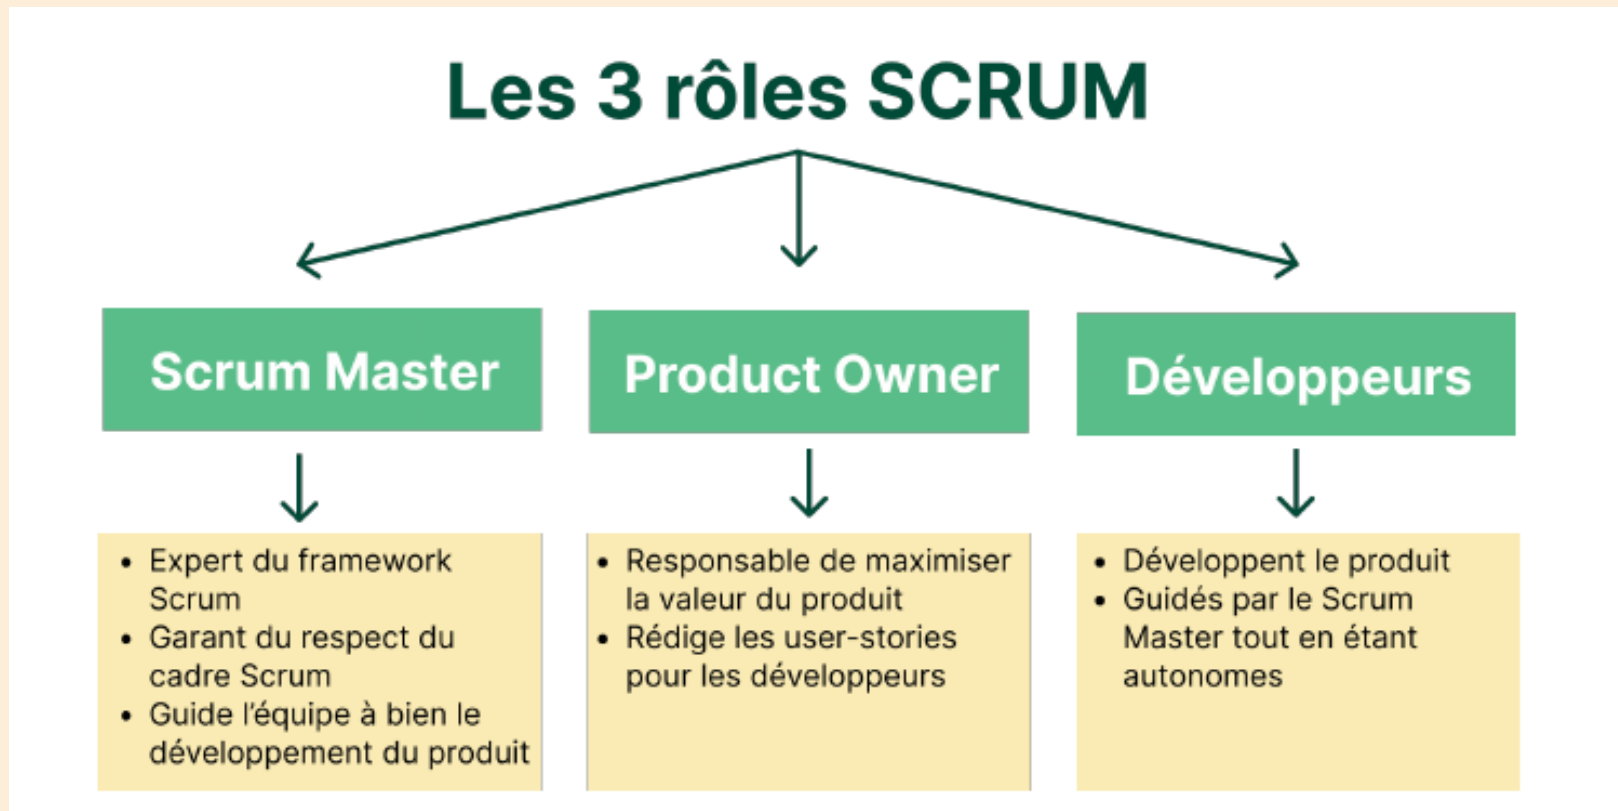 Les 3 rôles SCRUM
Scrum Master
Product Owner
Développeurs
• Expert du framework
Scrum
• Garant du respect du
cadre Scrum
• Guide l'équipe à bien le
développement du produit
• Responsable de maximiser
la valeur du produit
• Rédige les user-stories
pour les développeurs
• Développent le produit
• Guidés par le Scrum
Master tout en étant
autonomes